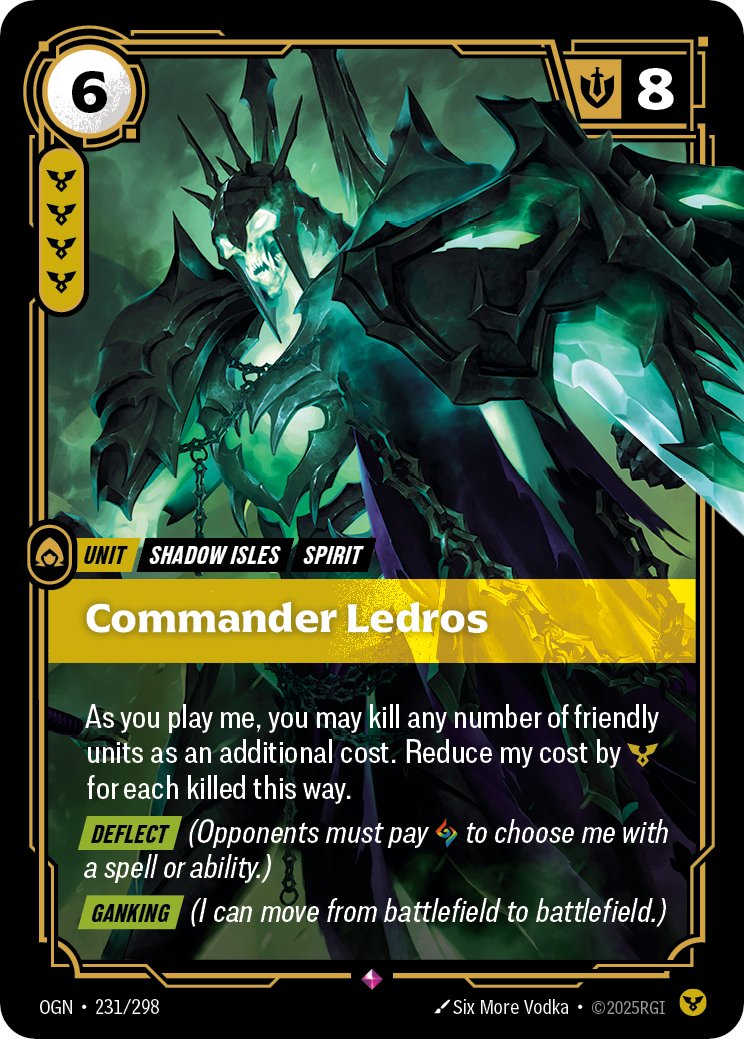 6
8
UNIT SHADOW ISLES SPIRIT
Commander Ledros
As you play me, you may kill any number of friendly
units as an additional cost. Reduce my cost by
for each killed this way.
DEFLECT (Opponents must pay to choose me with
a spell or ability.)
GANKING (I can move from battlefield to battlefield.)
OGN • 231/298 Six More Vodka • ©2025RGI